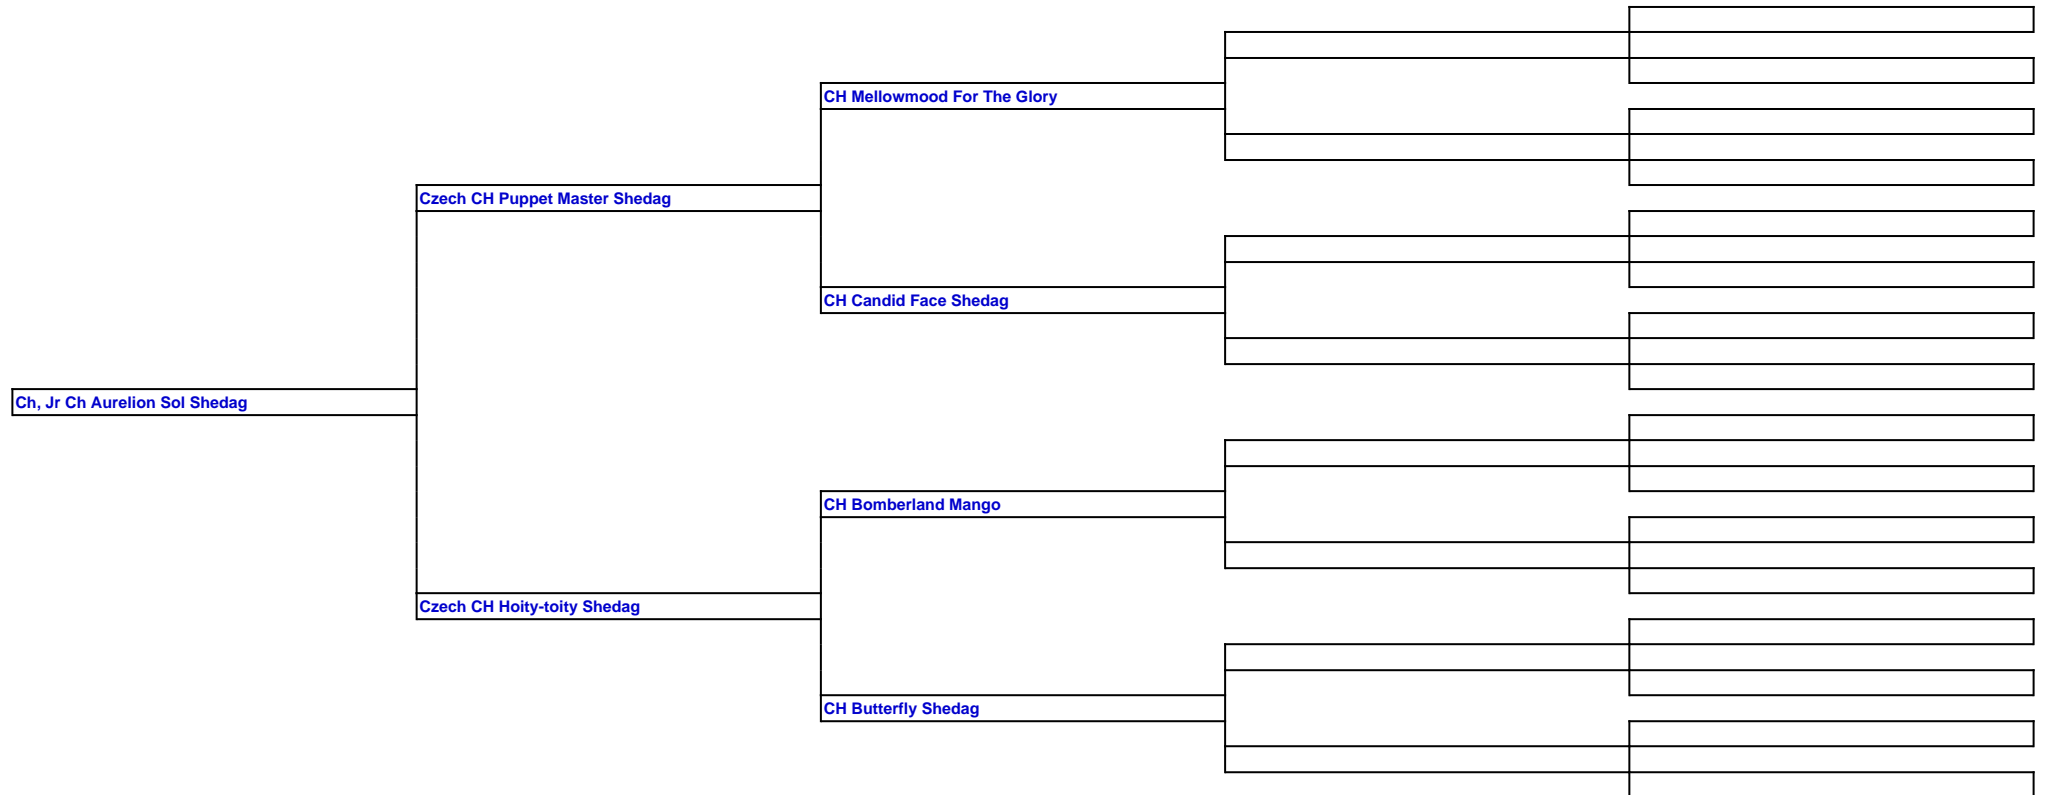 CH Mellowmood For The Glory
Czech CH Puppet Master Shedag
CH Candid Face Shedag
Ch, Jr Ch Aurelion Sol Shedag
CH Bomberland Mango
Czech CH Hoity-toity Shedag
CH Butterfly Shedag